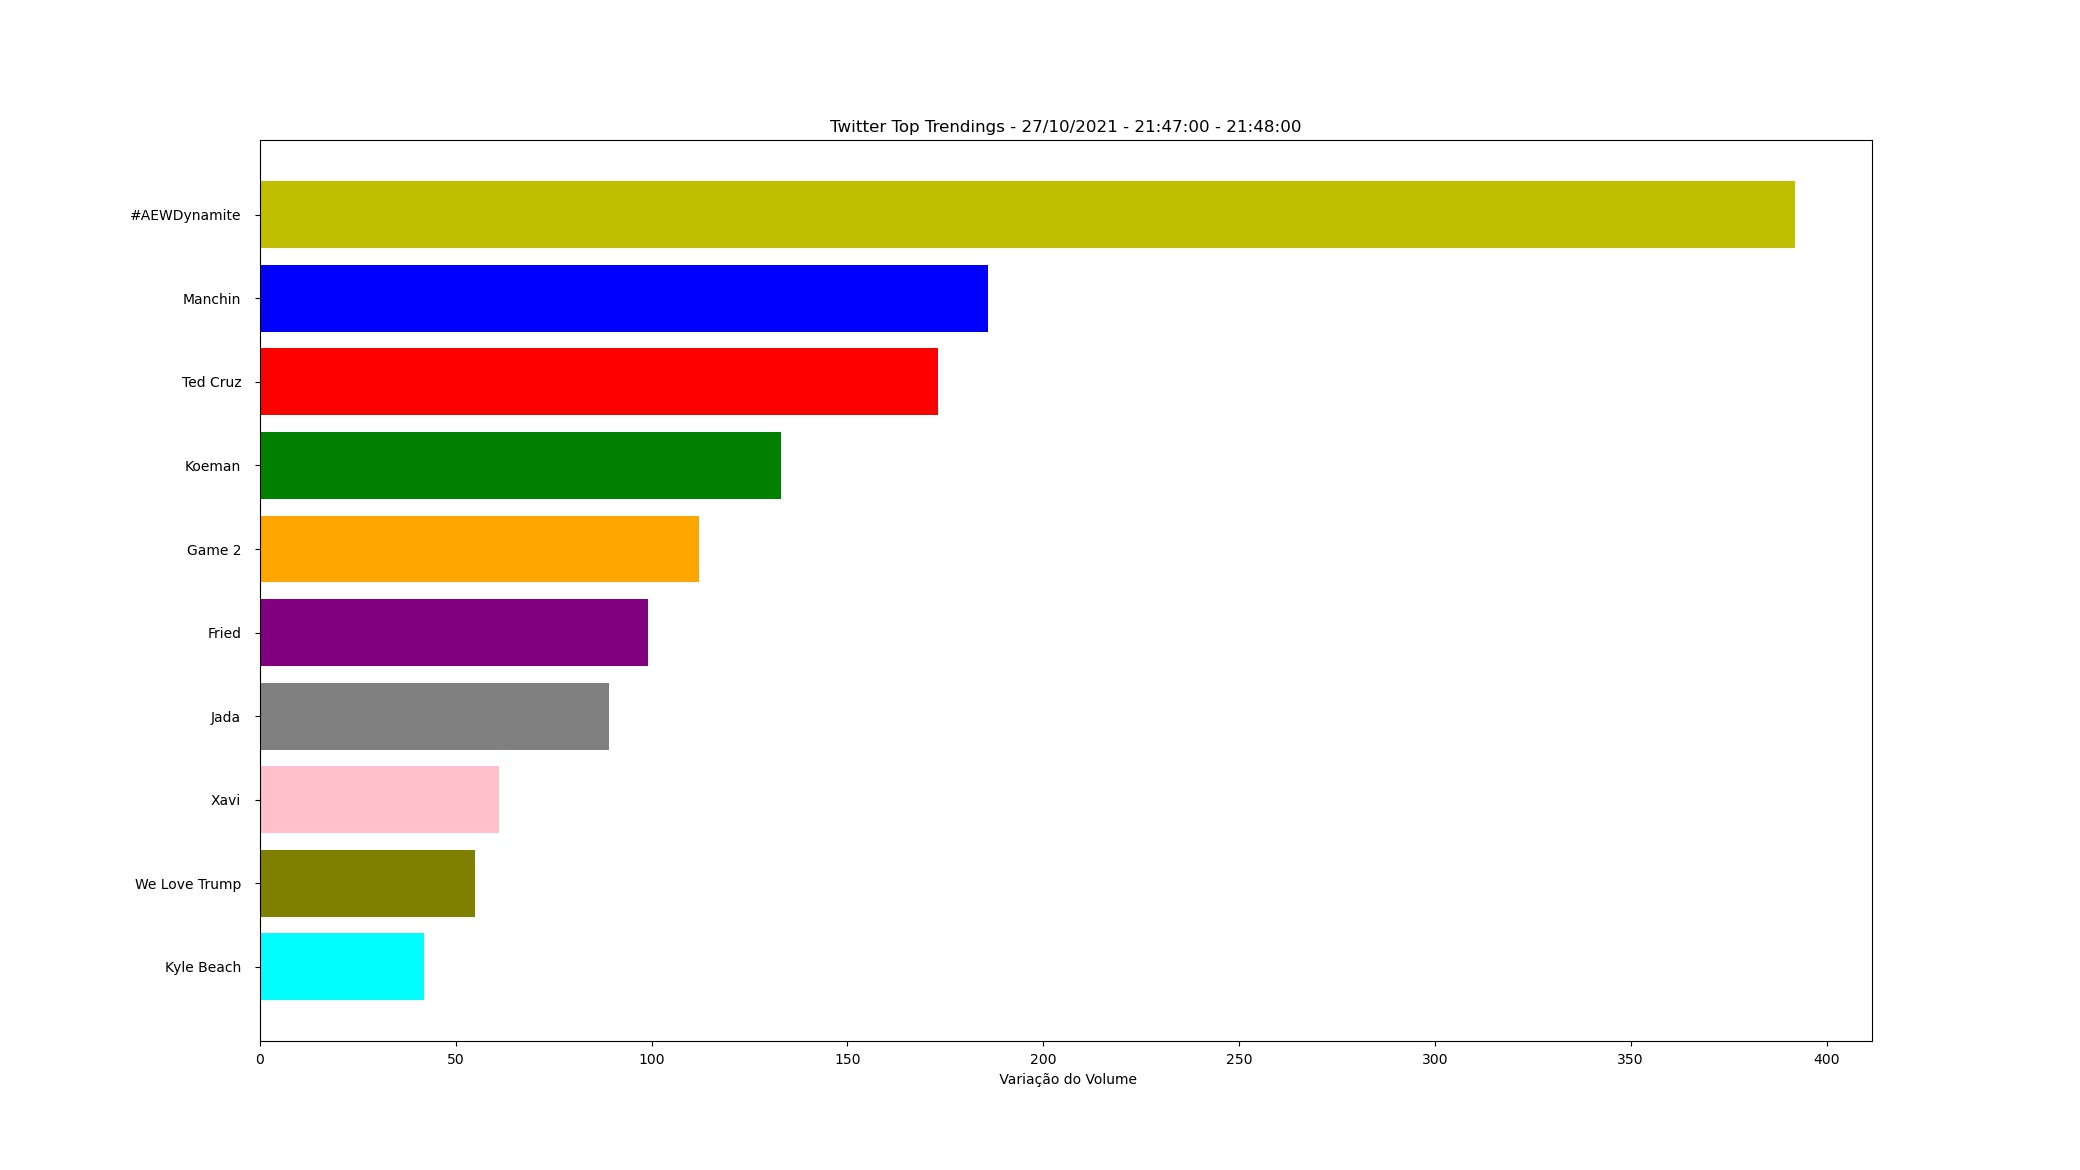 Twitter Top Trendings - 27/10/2021 - 21:47:00 - 21:48:00
#AEWDynamite
Manchin
Ted Cruz
Koeman
Game 2
Fried
Jada
Xavi
We Love Trump
Kyle Beach
0 50 100 150 200 250 300 350 400
Variação do Volume